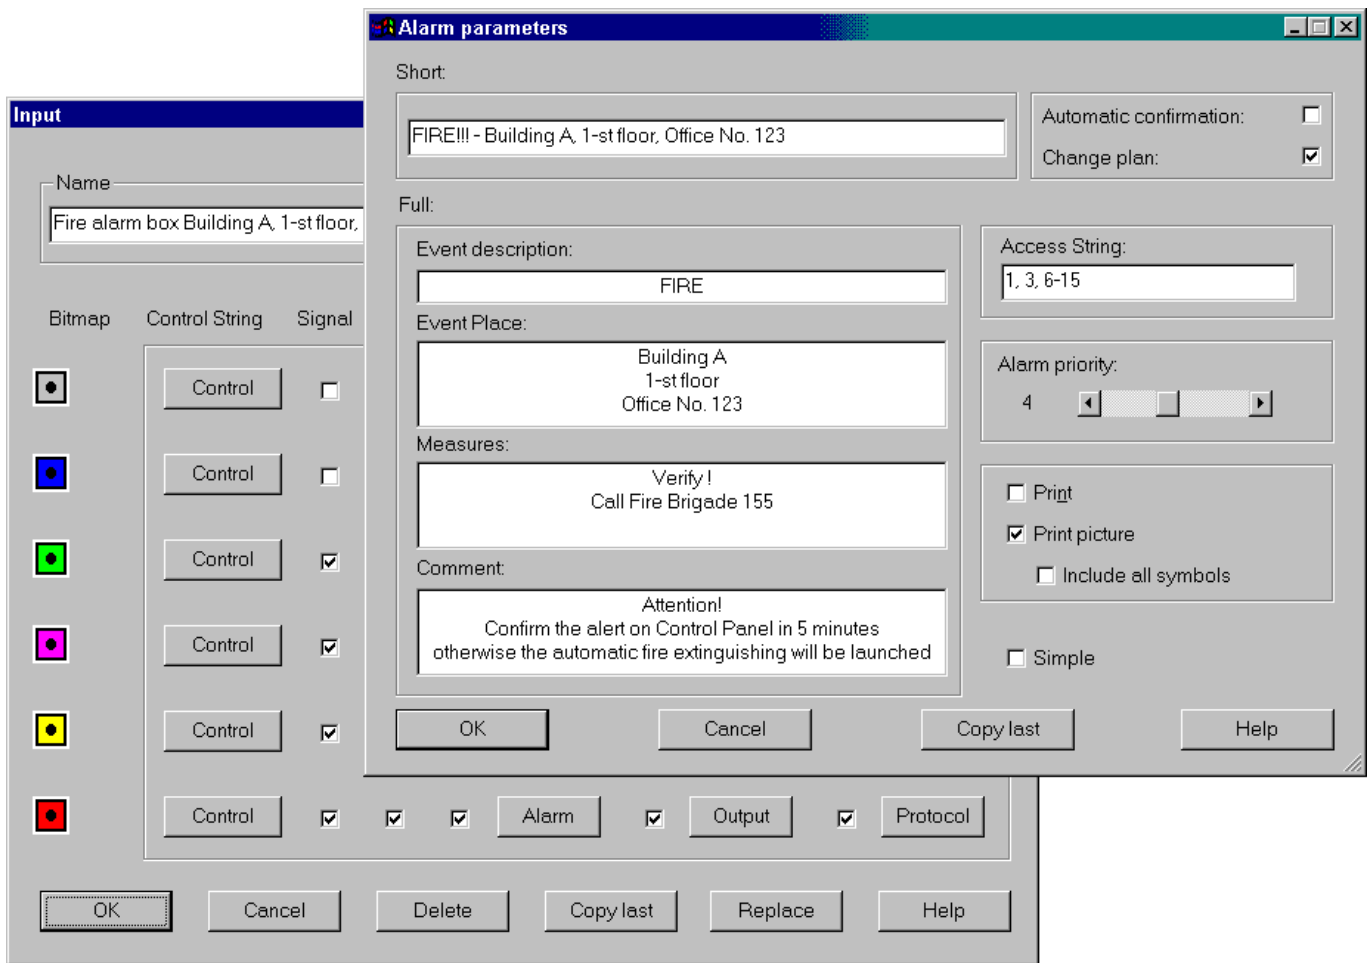 Alarm parameters
Short:
FIRE!!! - Building A, 1-st floor, Office No. 123
Automatic confirmation:
Change plan:
Full:
Event description:
FIRE
Event Place:
Building A
1-st floor
Office No. 123
Measures:
Verify !
Call Fire Brigade 155
Comment:
Attention!
Confirm the alert on Control Panel in 5 minutes
otherwise the automatic fire extinguishing will be launched
Access String:
1, 3, 6-15
Alarm priority:
4
Print
Print picture
Include all symbols
Simple
OK Cancel Copy last Help
Input
Name
Fire alarm box Building A, 1-st floor,
Bitmap Control String Signal
Control
Control
Control
Control
Control
Control Alarm Output Protocol
OK Cancel Delete Copy last Replace Help